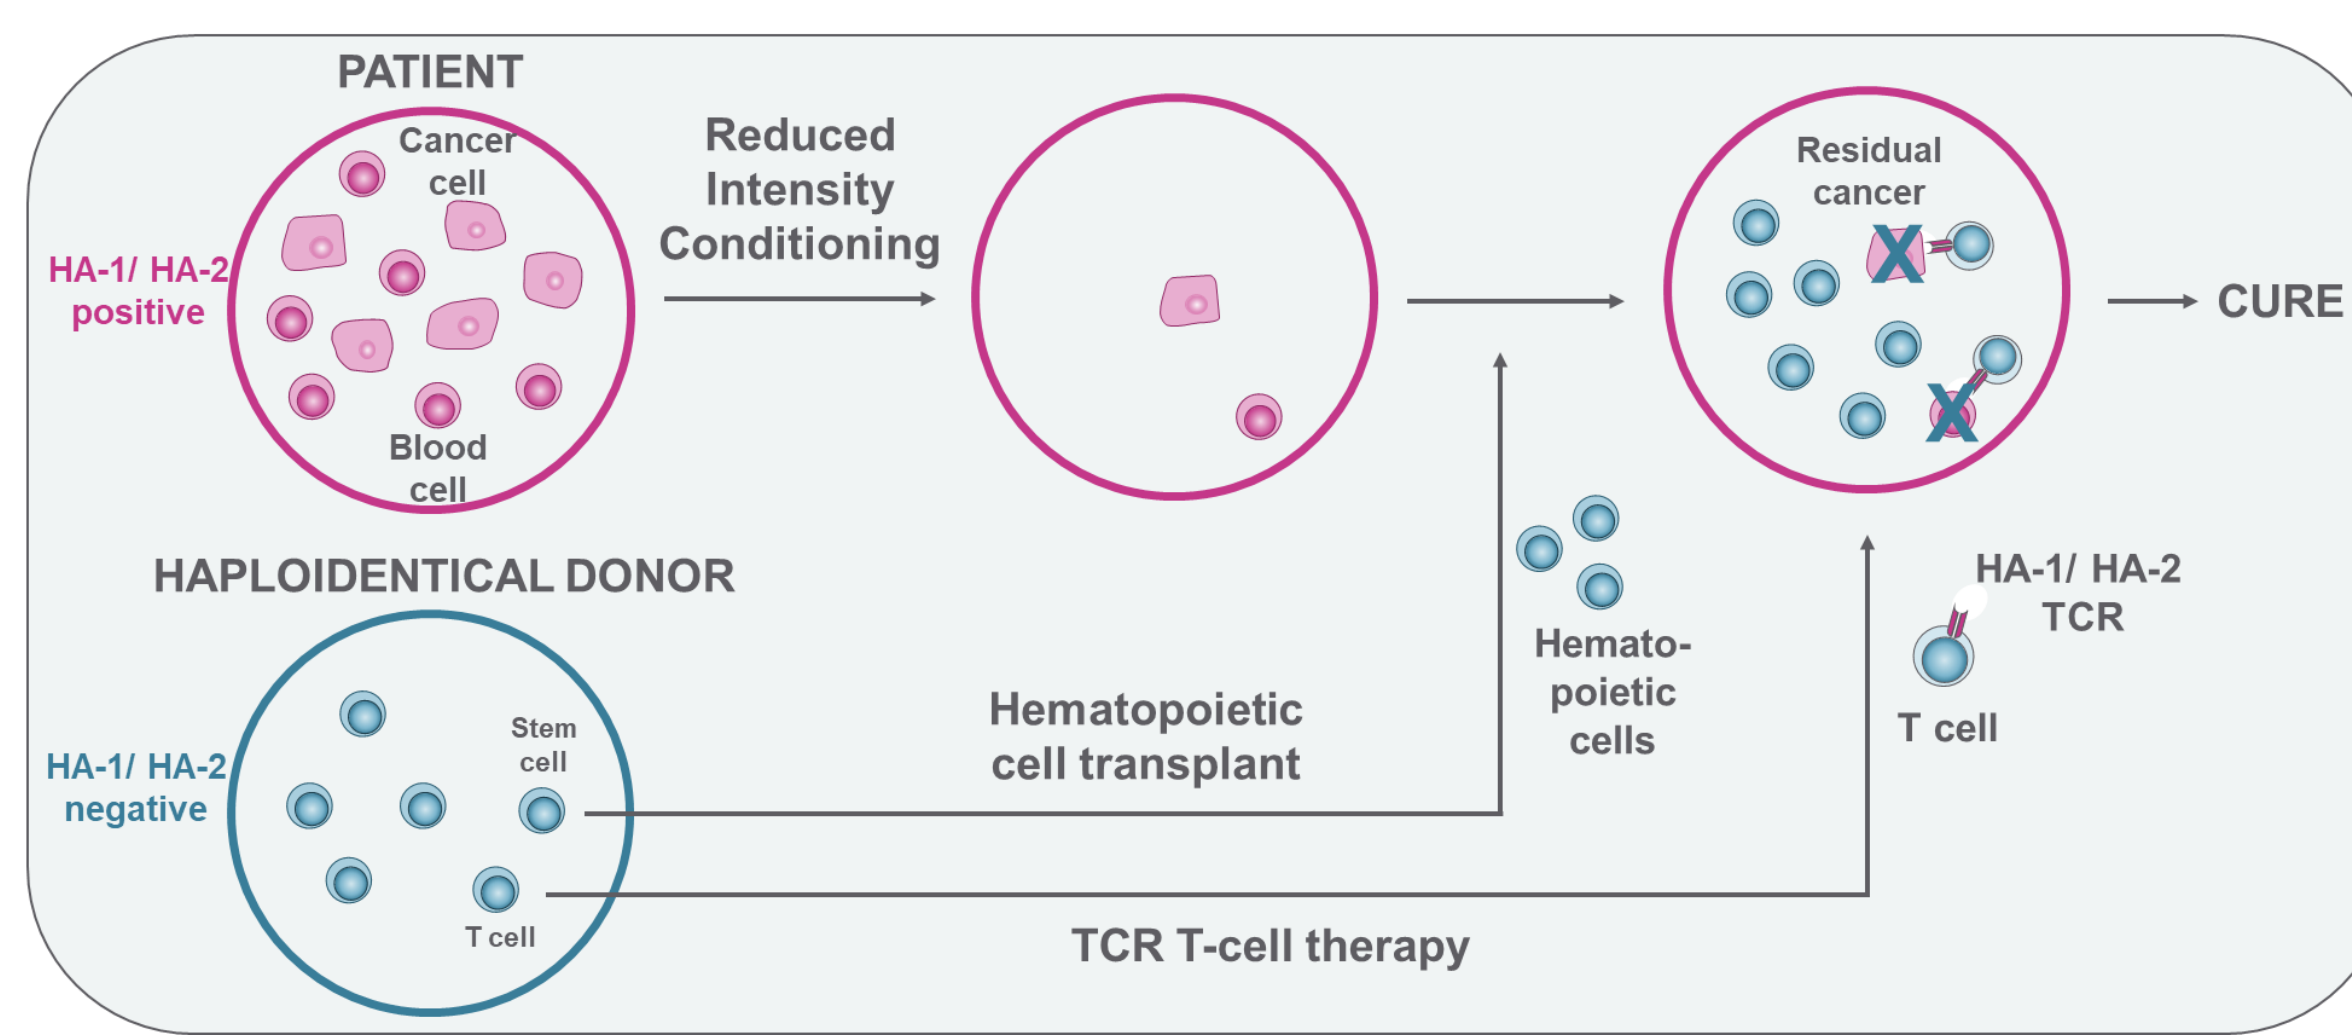 PATIENT
Cancer
cell
HA-1/ HA-2
positive
Blood
cell
Reduced
Intensity
Conditioning
Residual
cancer
CURE
HAPLOIDENTICAL DONOR
HA-1/ HA-2
negative
Stem
cell
T cell
Hematopoietic
cell transplant
Hemato-
poietic
cells
HA-1/ HA-2
TCR
T cell
TCR T-cell therapy